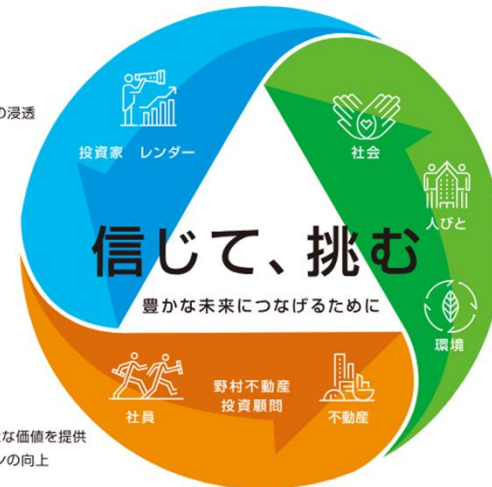 の浸透
投資家 レンダー
社会
人びと
信じて、挑む
豊かな未来につなげるために
環境
社員
野村不動産
投資顧問
不動産
な価値を提供
ンの向上